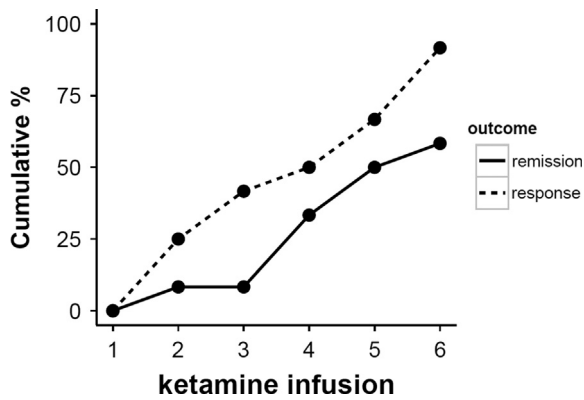 100
75
50
25
0
Cumulative %
1 2 3 4 5 6
ketamine infusion
outcome
remission
response